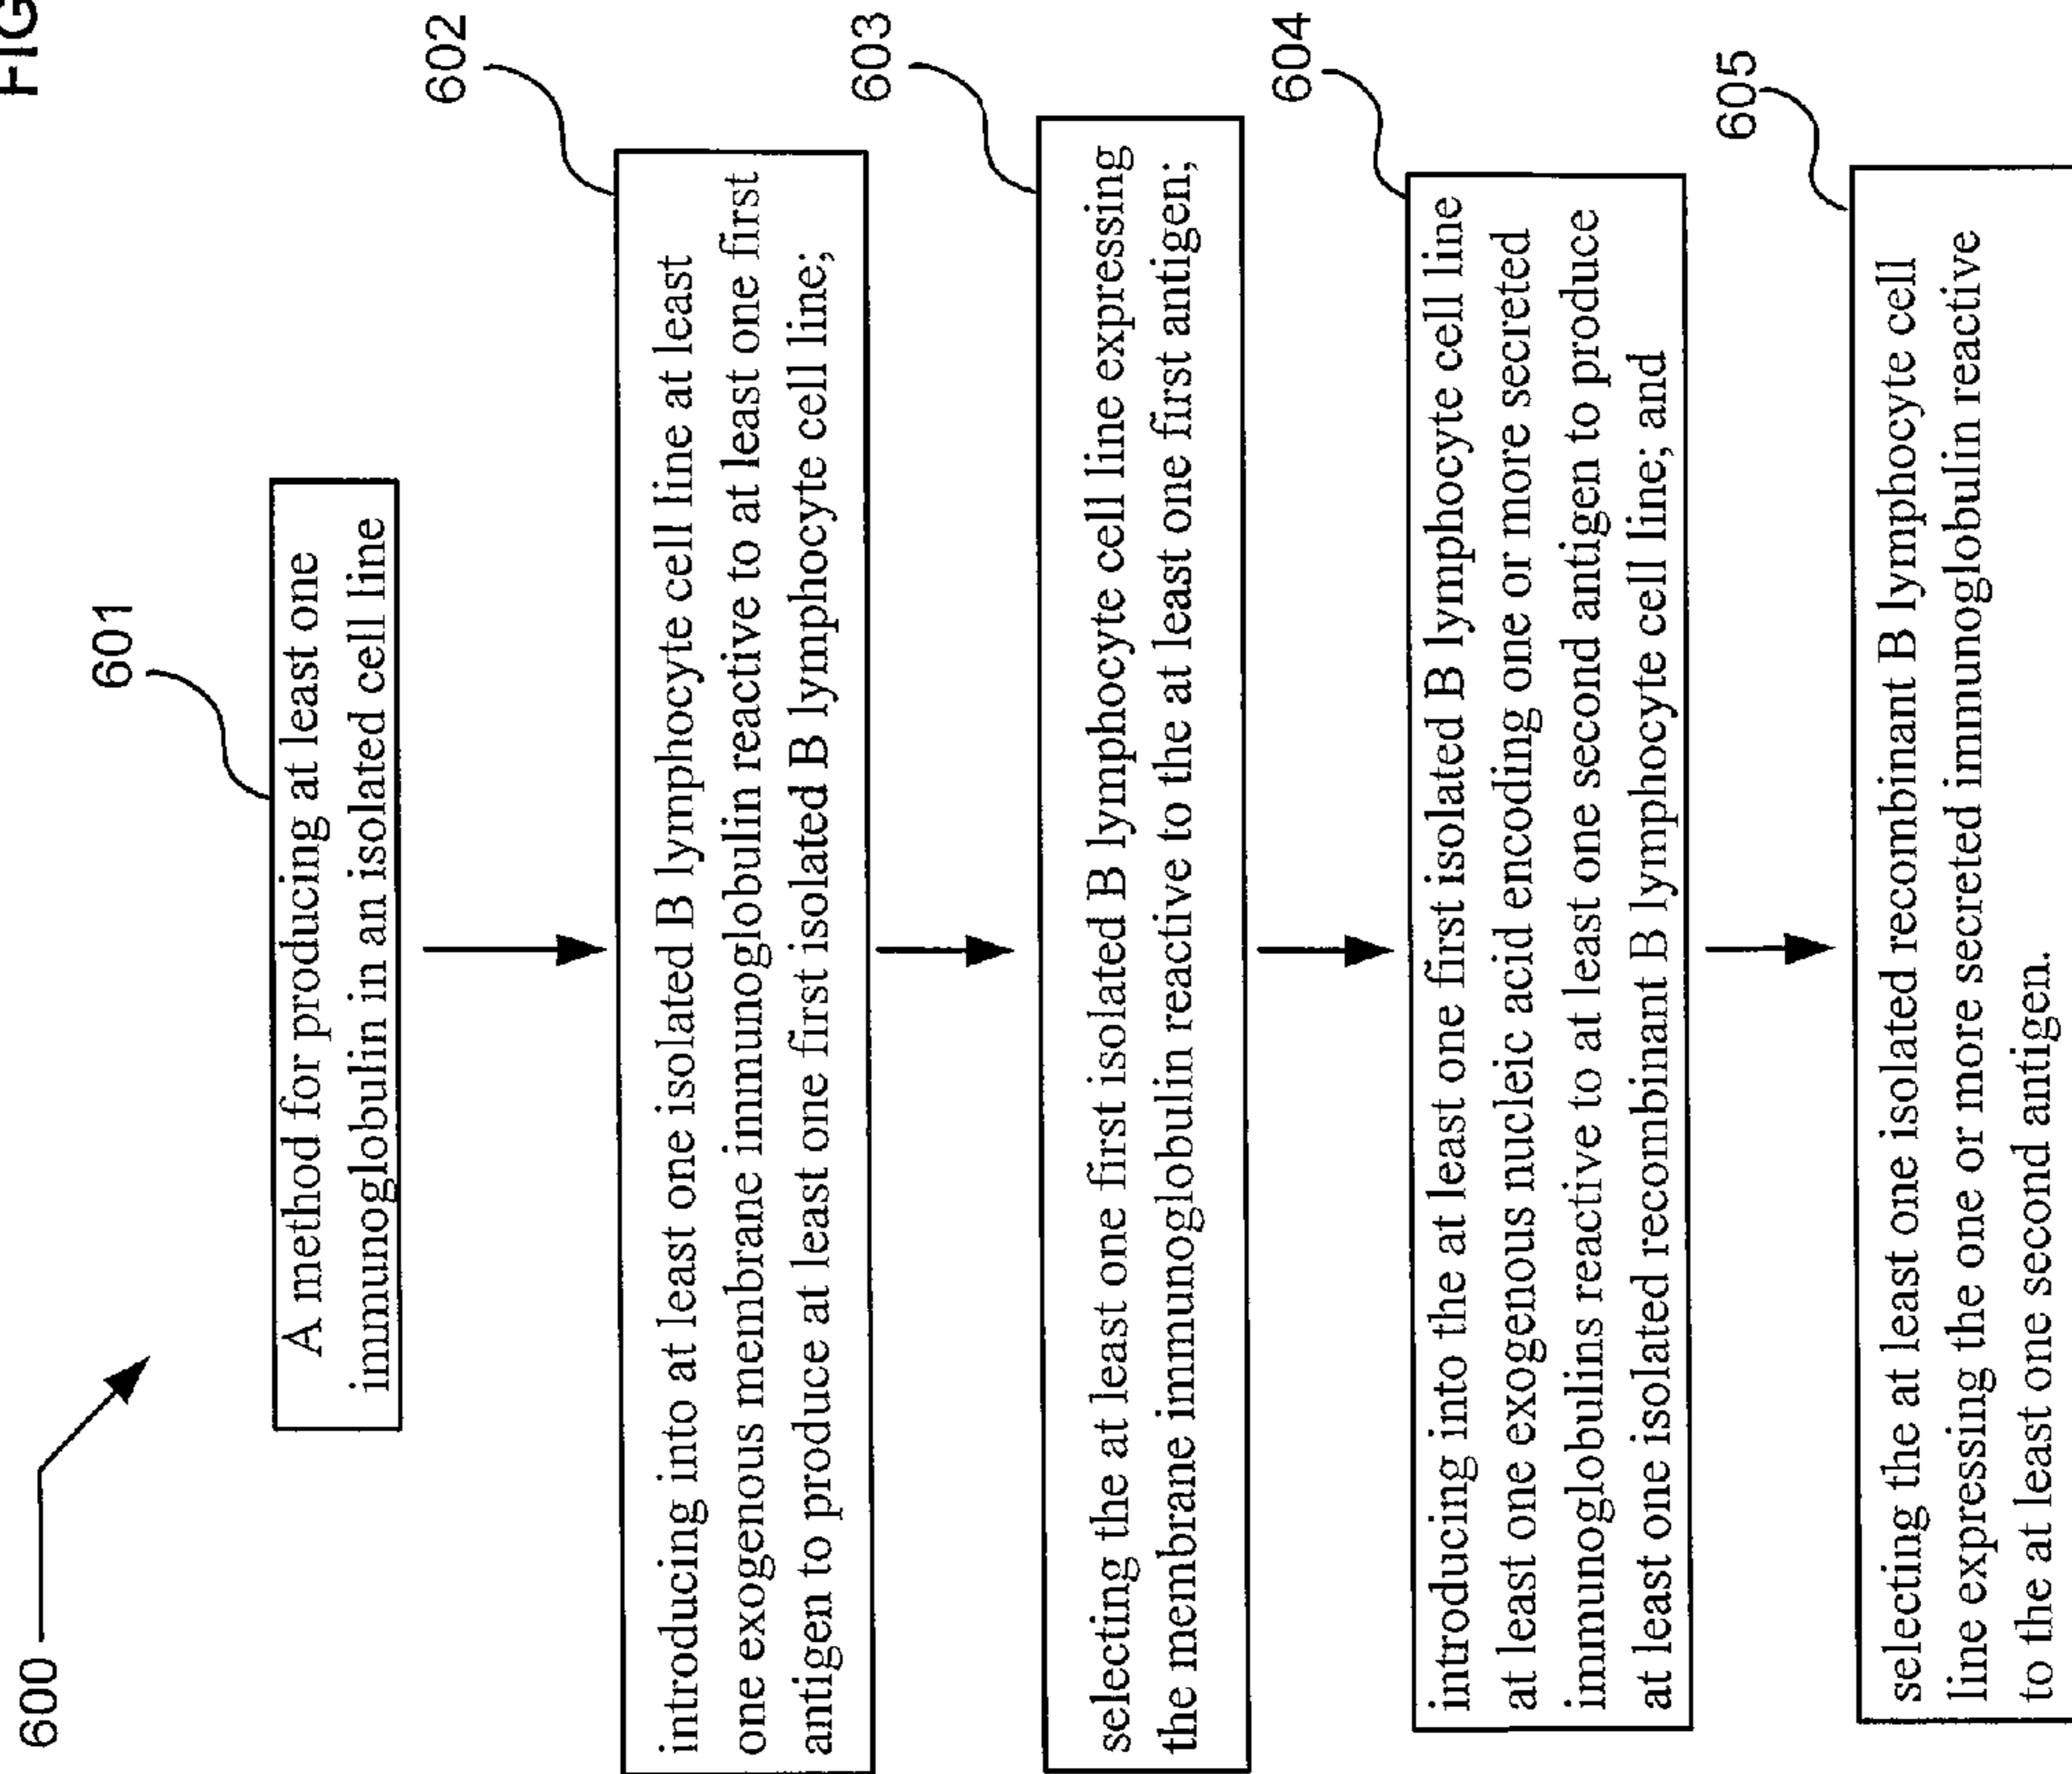 FIG
600
601
A method for producing at least one
immunoglobulin in an isolated cell line
602
introducing into at least one isolated B lymphocyte cell line at least
one exogenous membrane immunoglobulin reactive to at least one first
antigen to produce at least one first isolated B lymphocyte cell line;
603
selecting the at least one first isolated B lymphocyte cell line expressing
the membrane immunoglobulin reactive to the at least one first antigen;
604
introducing into the at least one first isolated B lymphocyte cell line
at least one exogenous nucleic acid encoding one or more secreted
immunoglobulins reactive to at least one second antigen to produce
at least one isolated recombinant B lymphocyte cell line; and
605
selecting the at least one isolated recombinant B lymphocyte cell
line expressing the one or more secreted immunoglobulin reactive
to the at least one second antigen.